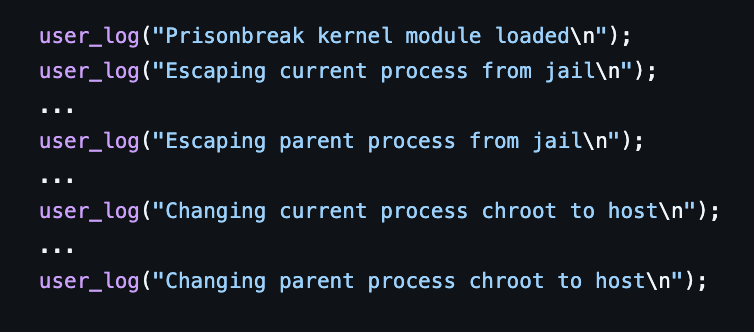 user_log("Prisonbreak kernel module loaded\n");
user_log("Escaping current process from jail\n");
...
user_log("Escaping parent process from jail\n");
...
user_log("Changing current process chroot to host\n");
...
user_log("Changing parent process chroot to host\n");